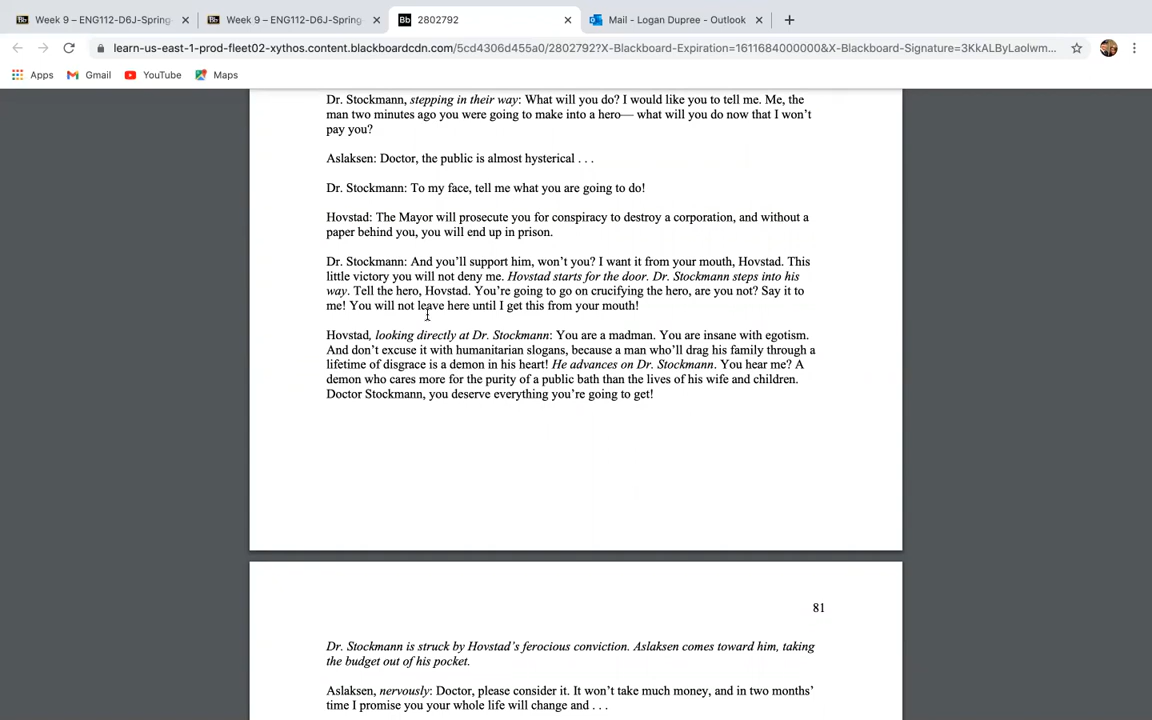 Week 9 – ENG112-D6J-Spring
Week 9 – ENG112-D6J-Spring
Bb 2802792
Mail - Logan Dupree - Outlook
learn-us-east-1-prod-fleet02-xythos.content.blackboardcdn.com/5cd4306d455a0/2802792?X-Blackboard-Expiration=1611684000000&X-Blackboard-Signature=3KkALByLaolwm...
Apps Gmail YouTube Maps
Dr. Stockmann, stepping in their way: What will you do? I would like you to tell me. Me, the
man two minutes ago you were going to make into a hero— what will you do now that I won't
pay you?
Aslaksen: Doctor, the public is almost hysterical . . .
Dr. Stockmann: To my face, tell me what you are going to do!
Hovstad: The Mayor will prosecute you for conspiracy to destroy a corporation, and without a
paper behind you, you will end up in prison.
Dr. Stockmann: And you'll support him, won't you? I want it from your mouth, Hovstad. This
little victory you will not deny me. Hovstad starts for the door. Dr. Stockmann steps into his
way. Tell the hero, Hovstad. You're going to go on crucifying the hero, are you not? Say it to
me! You will not leave here until I get this from your mouth!
Hovstad, looking directly at Dr. Stockmann: You are a madman. You are insane with egotism.
And don't excuse it with humanitarian slogans, because a man who'll drag his family through a
lifetime of disgrace is a demon in his heart! He advances on Dr. Stockmann. You hear me? A
demon who cares more for the purity of a public bath than the lives of his wife and children.
Doctor Stockmann, you deserve everything you're going to get!
81
Dr. Stockmann is struck by Hovstad's ferocious conviction. Aslaksen comes toward him, taking
the budget out of his pocket.
Aslaksen, nervously: Doctor, please consider it. It won't take much money, and in two months'
time I promise you your whole life will change and . . .